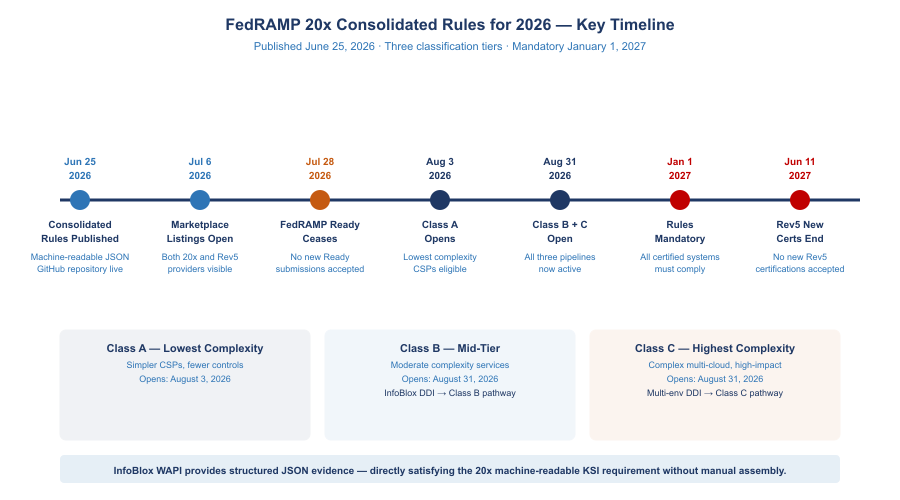 FedRAMP 20x Consolidated Rules for 2026 — Key Timeline
Published June 25, 2026 · Three classification tiers · Mandatory January 1, 2027
Jun 25
2026
Consolidated
Rules Published
Machine-readable JSON
GitHub repository live
Jul 6
2026
Marketplace
Listings Open
Both 20x and Rev5
providers visible
Jul 28
2026
FedRAMP Ready
Ceases
No new Ready
submissions accepted
Aug 3
2026
Class A
Opens
Lowest complexity
CSPs eligible
Aug 31
2026
Class B + C
Open
All three pipelines
now active
Jan 1
2027
Rules
Mandatory
All certified systems
must comply
Jun 11
2027
Rev5 New
Certs End
No new Rev5
certifications accepted
Class A — Lowest Complexity
Simpler CSPs, fewer controls
Opens: August 3, 2026
Class B — Mid-Tier
Moderate complexity services
Opens: August 31, 2026
InfoBlox DDI → Class B pathway
Class C — Highest Complexity
Complex multi-cloud, high-impact
Opens: August 31, 2026
Multi-env DDI → Class C pathway
InfoBlox WAPI provides structured JSON evidence — directly satisfying the 20x machine-readable KSI requirement without manual assembly.